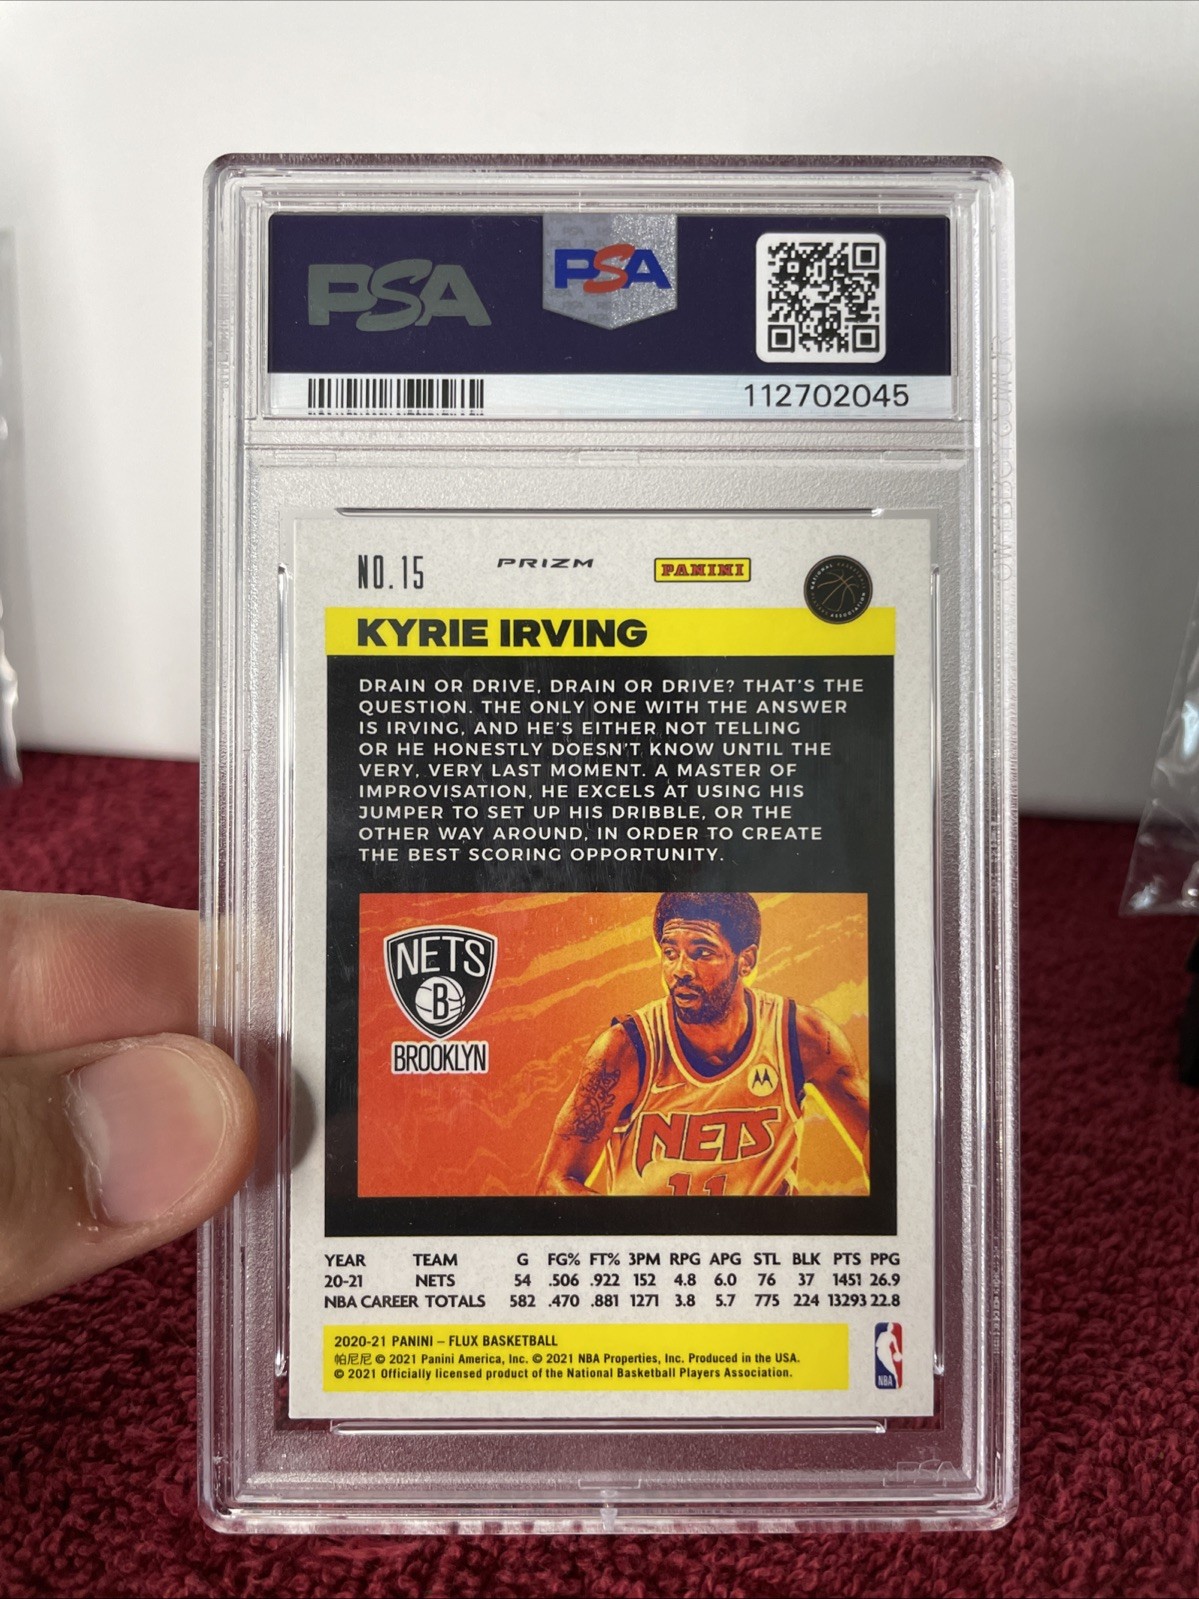 PSA
PSA
112702045
NO. 15
PRIZM
PANINI
KYRIE IRVING
DRAIN OR DRIVE, DRAIN OR DRIVE? THAT'S THE
QUESTION. THE ONLY ONE WITH THE ANSWER
IS IRVING, AND HE'S EITHER NOT TELLING
OR HE HONESTLY DOESN'T KNOW UNTIL THE
VERY, VERY LAST MOMENT. A MASTER OF
IMPROVISATION, HE EXCELS AT USING HIS
JUMPER TO SET UP HIS DRIBBLE, OR THE
OTHER WAY AROUND, IN ORDER TO CREATE
THE BEST SCORING OPPORTUNITY.
NETS
B
BROOKLYN
NETS
11
YEAR TEAM G FG% FT% 3PM RPG APG STL BLK PTS PPG
20-21 NETS 54 .506 .922 152 4.8 6.0 76 37 1451 26.9
NBA CAREER TOTALS 582 .470 .881 1271 3.8 5.7 775 224 13293 22.8
2020-21 PANINI – FLUX BASKETBALL
帕尼尼 © 2021 Panini America, Inc. © 2021 NBA Properties, Inc. Produced in the USA.
© 2021 Officially licensed product of the National Basketball Players Association.
NBA
PSA